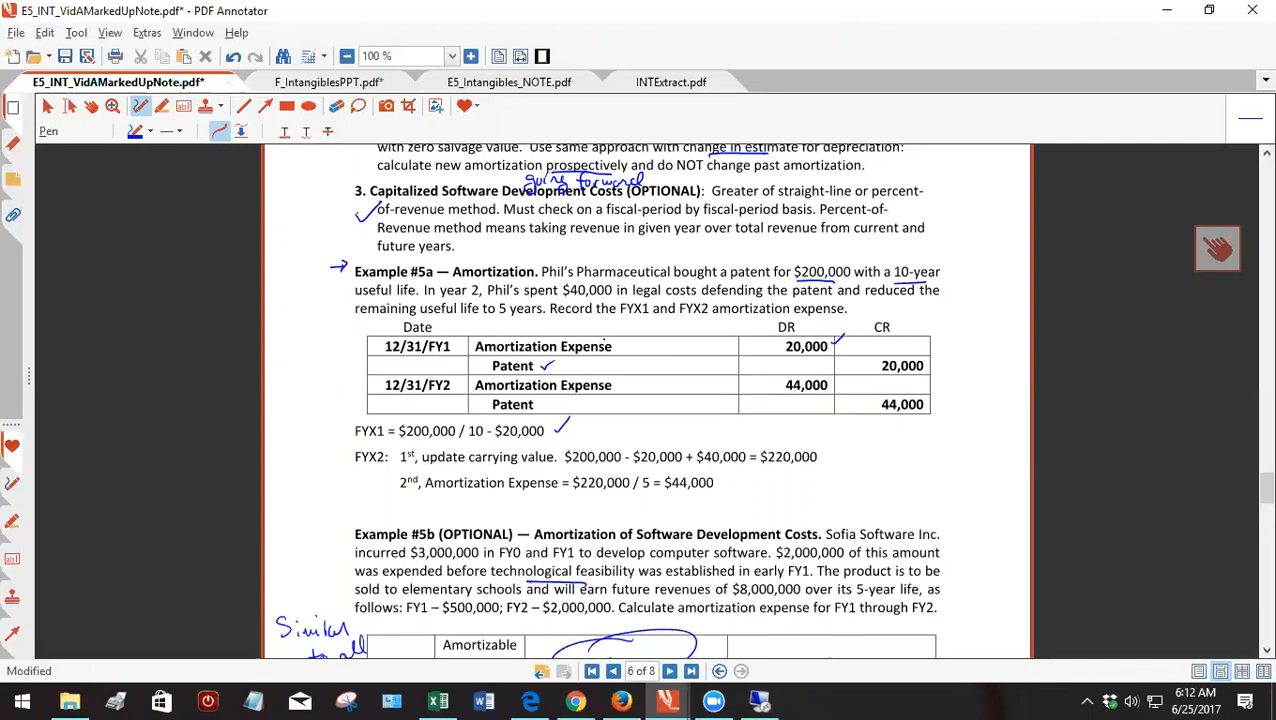 E5_INT_VidAMarkedUpNote.pdf* - PDF Annotator
File Edit Tool View Extras Window Help
100 %
E5_INT_VidAMarkedUpNote.pdf* F_IntangiblesPPT.pdf* E5_Intangibles_NOTE.pdf INTExtract.pdf
Pen
with zero salvage value. Use same approach with change in estimate for depreciation:
calculate new amortization prospectively and do NOT change past amortization.
going forward
3. Capitalized Software Development Costs (OPTIONAL): Greater of straight-line or percent-
of-revenue method. Must check on a fiscal-period by fiscal-period basis. Percent-of-
Revenue method means taking revenue in given year over total revenue from current and
future years.
Example #5a — Amortization. Phil's Pharmaceutical bought a patent for $200,000 with a 10-year
useful life. In year 2, Phil's spent $40,000 in legal costs defending the patent and reduced the
remaining useful life to 5 years. Record the FYX1 and FYX2 amortization expense.
Date DR CR
12/31/FY1 Amortization Expense 20,000
Patent 20,000
12/31/FY2 Amortization Expense 44,000
Patent 44,000
FYX1 = $200,000 / 10 - $20,000
FYX2: 1st, update carrying value. $200,000 - $20,000 + $40,000 = $220,000
2nd, Amortization Expense = $220,000 / 5 = $44,000
Example #5b (OPTIONAL) — Amortization of Software Development Costs. Sofia Software Inc.
incurred $3,000,000 in FY0 and FY1 to develop computer software. $2,000,000 of this amount
was expended before technological feasibility was established in early FY1. The product is to be
sold to elementary schools and will earn future revenues of $8,000,000 over its 5-year life, as
follows: FY1 – $500,000; FY2 – $2,000,000. Calculate amortization expense for FY1 through FY2.
Similar
to all
Amortizable
Modified
6 of 8
6:12 AM
6/25/2017